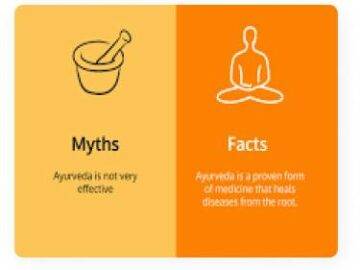 Myths
Ayurveda is not very
effective
Facts
Ayurveda is a proven form
of medicine that heals
diseases from the root.